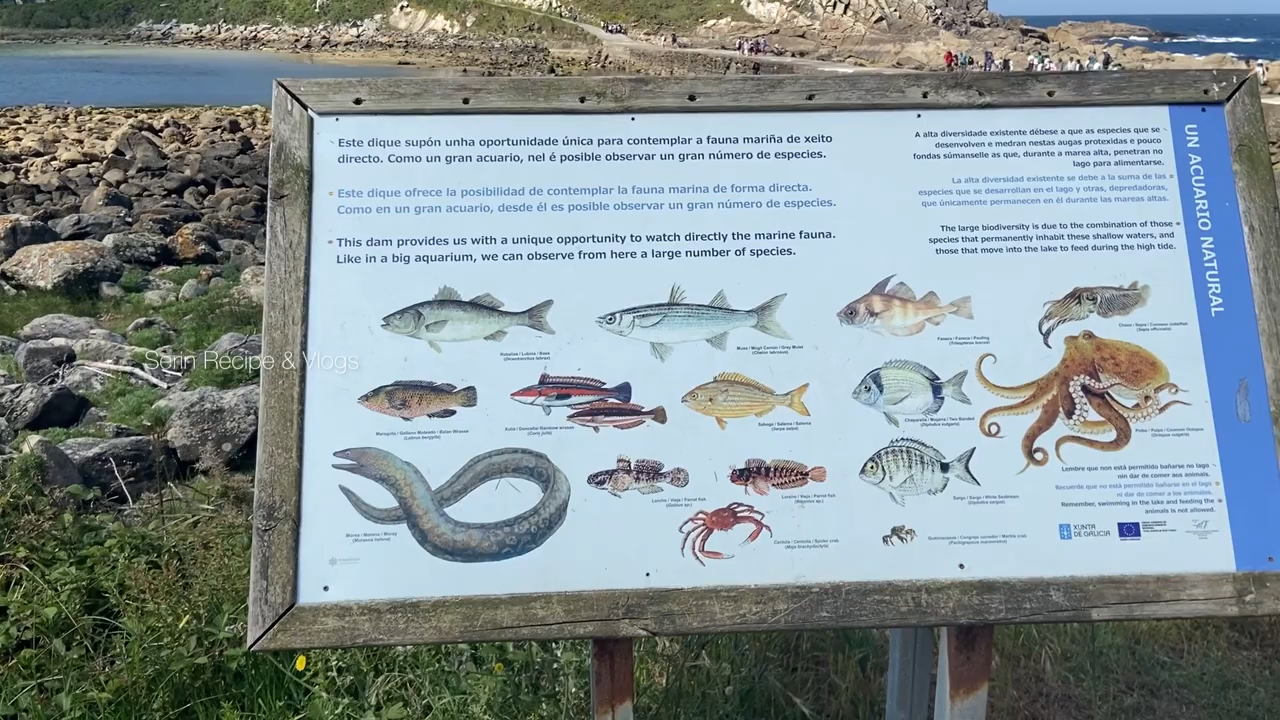 Este dique supón unha oportunidade única para contemplar a fauna mariña de xeito
directo. Como un gran acuario, nel é posible observar un gran número de especies.
Este dique ofrece la posibilidad de contemplar la fauna marina de forma directa.
Como en un gran acuario, desde él es posible observar un gran número de especies.
This dam provides us with a unique opportunity to watch directly the marine fauna.
Like in a big aquarium, we can observe from here a large number of species.
A alta diversidade existente débese a que as especies que se
desenvolven e medran nestas augas protexidas e pouco
fondas súmanselle as que, durante a marea alta, penetran no
lago para alimentarse.
La alta diversidad existente se debe a la suma de las
especies que se desarrollan en el lago y otras, depredadoras,
que únicamente permanecen en él durante las mareas altas.
The large biodiversity is due to the combination of those
species that permanently inhabit these shallow waters, and
those that move into the lake to feed during the high tide.
UN ACUARIO NATURAL
Robaliza / Lubina / Bass
(Dicentrarchus labrax)
Muxo / Mugil Común / Grey Mulet
(Chelon labrosus)
Faneca / Faneca / Pouting
(Trisopterus luscus)
Choco / Sepia / Common cuttlefish
(Sepia officinalis)
Serin Recipe & Vlogs
Maragota / Gallano Moteado / Balan Wrasse
(Labrus bergylta)
Xulia / Doncella / Rainbow wrasse
(Coris julis)
Saboga / Salema / Salema
(Sarpa salpa)
Chaparela / Mojarra / Two Banded
(Diplodus vulgaris)
Polbo / Pulpo / Common Octopus
(Octopus vulgaris)
Morea / Morena / Moray
(Muraena helena)
Lorcho / Vieja / Parrot fish
(Gobius sp.)
Lorcho / Vieja / Parrot fish
(Blennius sp.)
Sargo / Sargo / White Seabream
(Diplodus sargus)
Centola / Centolla / Spider crab
(Maja brachydactyla)
Congrejo corredor / Marble crab
(Pachygrapsus marmoratus)
Lembre que non está permitido bañarse no lago
nin dar de comer aos animais.
Recuerde que no está permitido bañarse en el lago
ni dar de comer a los animales.
Remember, swimming in the lake and feeding the
animals is not allowed.
XUNTA
DE GALICIA